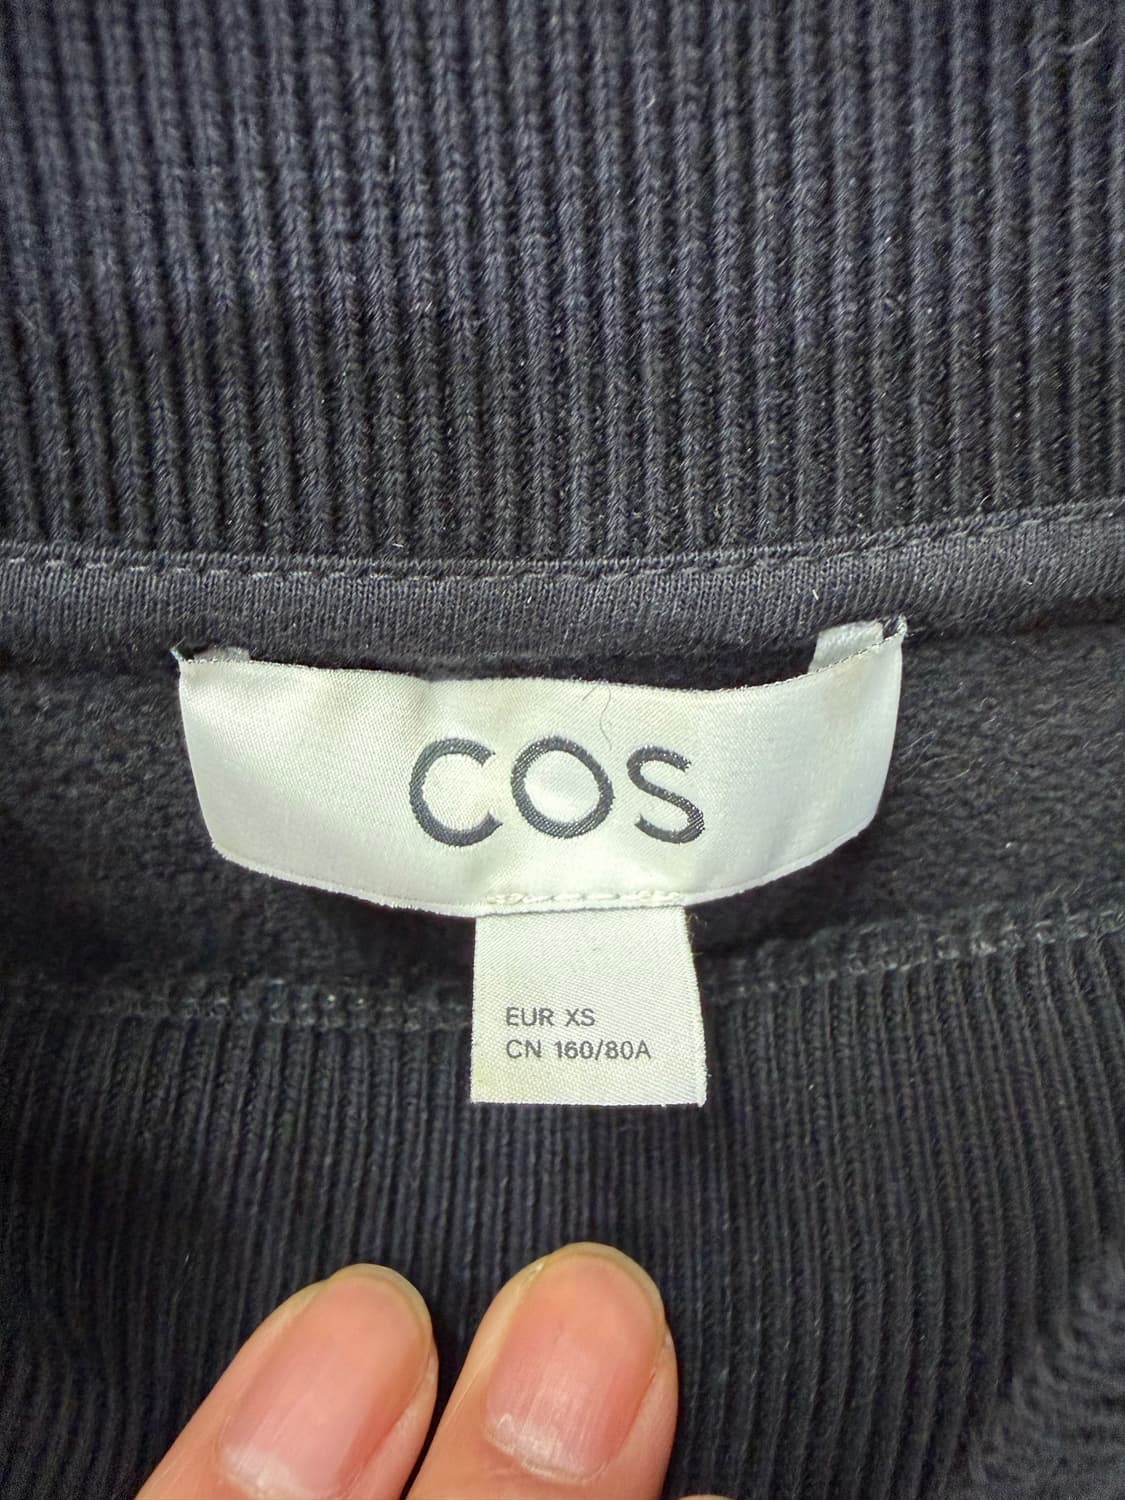 COS
EUR XS
CN 160/80A